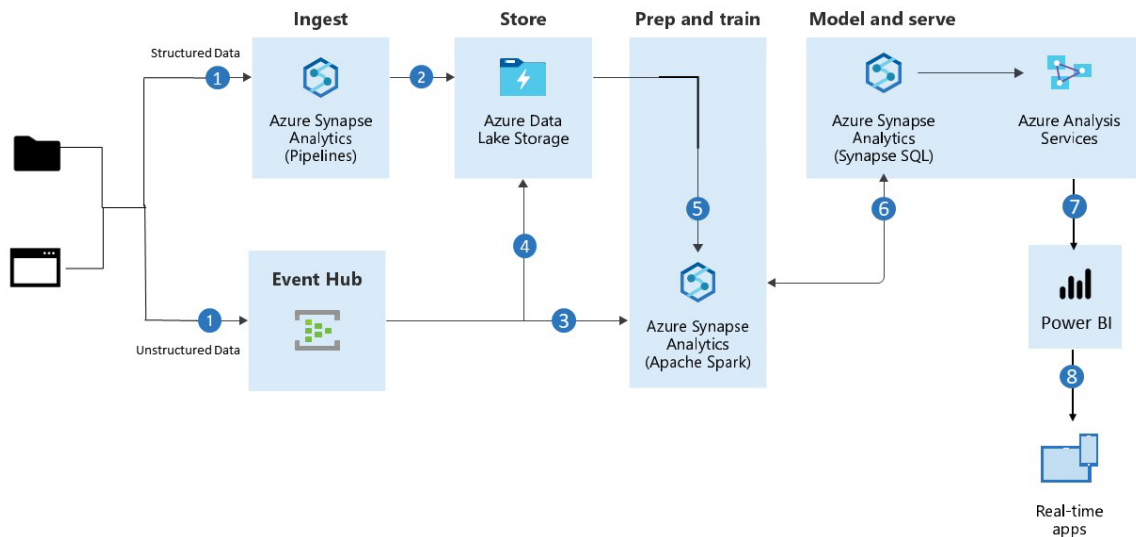 Ingest
Store
Prep and train
Model and serve
Structured Data
1
2
Azure Synapse
Analytics
(Pipelines)
Azure Data
Lake Storage
Azure Synapse
Analytics
(Synapse SQL)
Azure Analysis
Services
5
6
7
4
Event Hub
1
3
Unstructured Data
Azure Synapse
Analytics
(Apache Spark)
Power BI
8
Real-time
apps